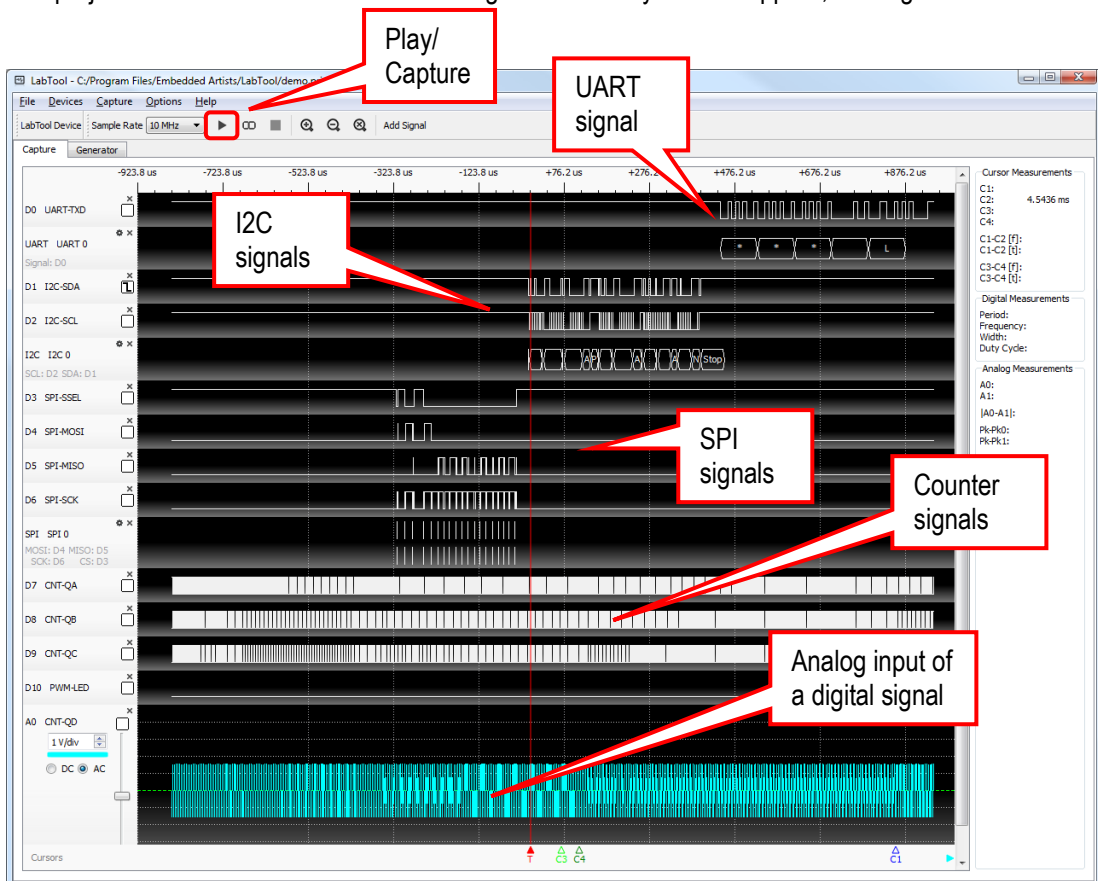 Play/
Capture
UART
signal
LabTool - C:/Program Files/Embedded Artists/LabTool/demo
File Devices Capture Options Help
LabTool Device Sample Rate 10 MHz Add Signal
Capture Generator
-923.8 us -723.8 us -523.8 us -323.8 us -123.8 us +76.2 us +276.2 us +476.2 us +676.2 us +876.2 us
Cursor Measurements
C1:
C2: 4.5436 ms
C3:
C4:
C1-C2 [f]:
C1-C2 [t]:
C3-C4 [f]:
C3-C4 [t]:
Digital Measurements
Period:
Frequency:
Width:
Duty Cycle:
Analog Measurements
A0:
A1:
|A0-A1|:
Pk-Pk0:
Pk-Pk1:
D0 UART-TXD
I2C
signals
UART UART 0
* * * L
Signal: D0
D1 I2C-SDA
D2 I2C-SCL
I2C I2C 0
A P A A N Stop
SCL: D2 SDA: D1
D3 SPI-SSEL
D4 SPI-MOSI
SPI
signals
D5 SPI-MISO
D6 SPI-SCK
Counter
signals
SPI SPI 0
MOSI: D4 MISO: D5
SCK: D6 CS: D3
D7 CNT-QA
D8 CNT-QB
D9 CNT-QC
Analog input of
a digital signal
D10 PWM-LED
A0 CNT-QD
1 V/div
DC AC
Cursors
T C3 C4 C1